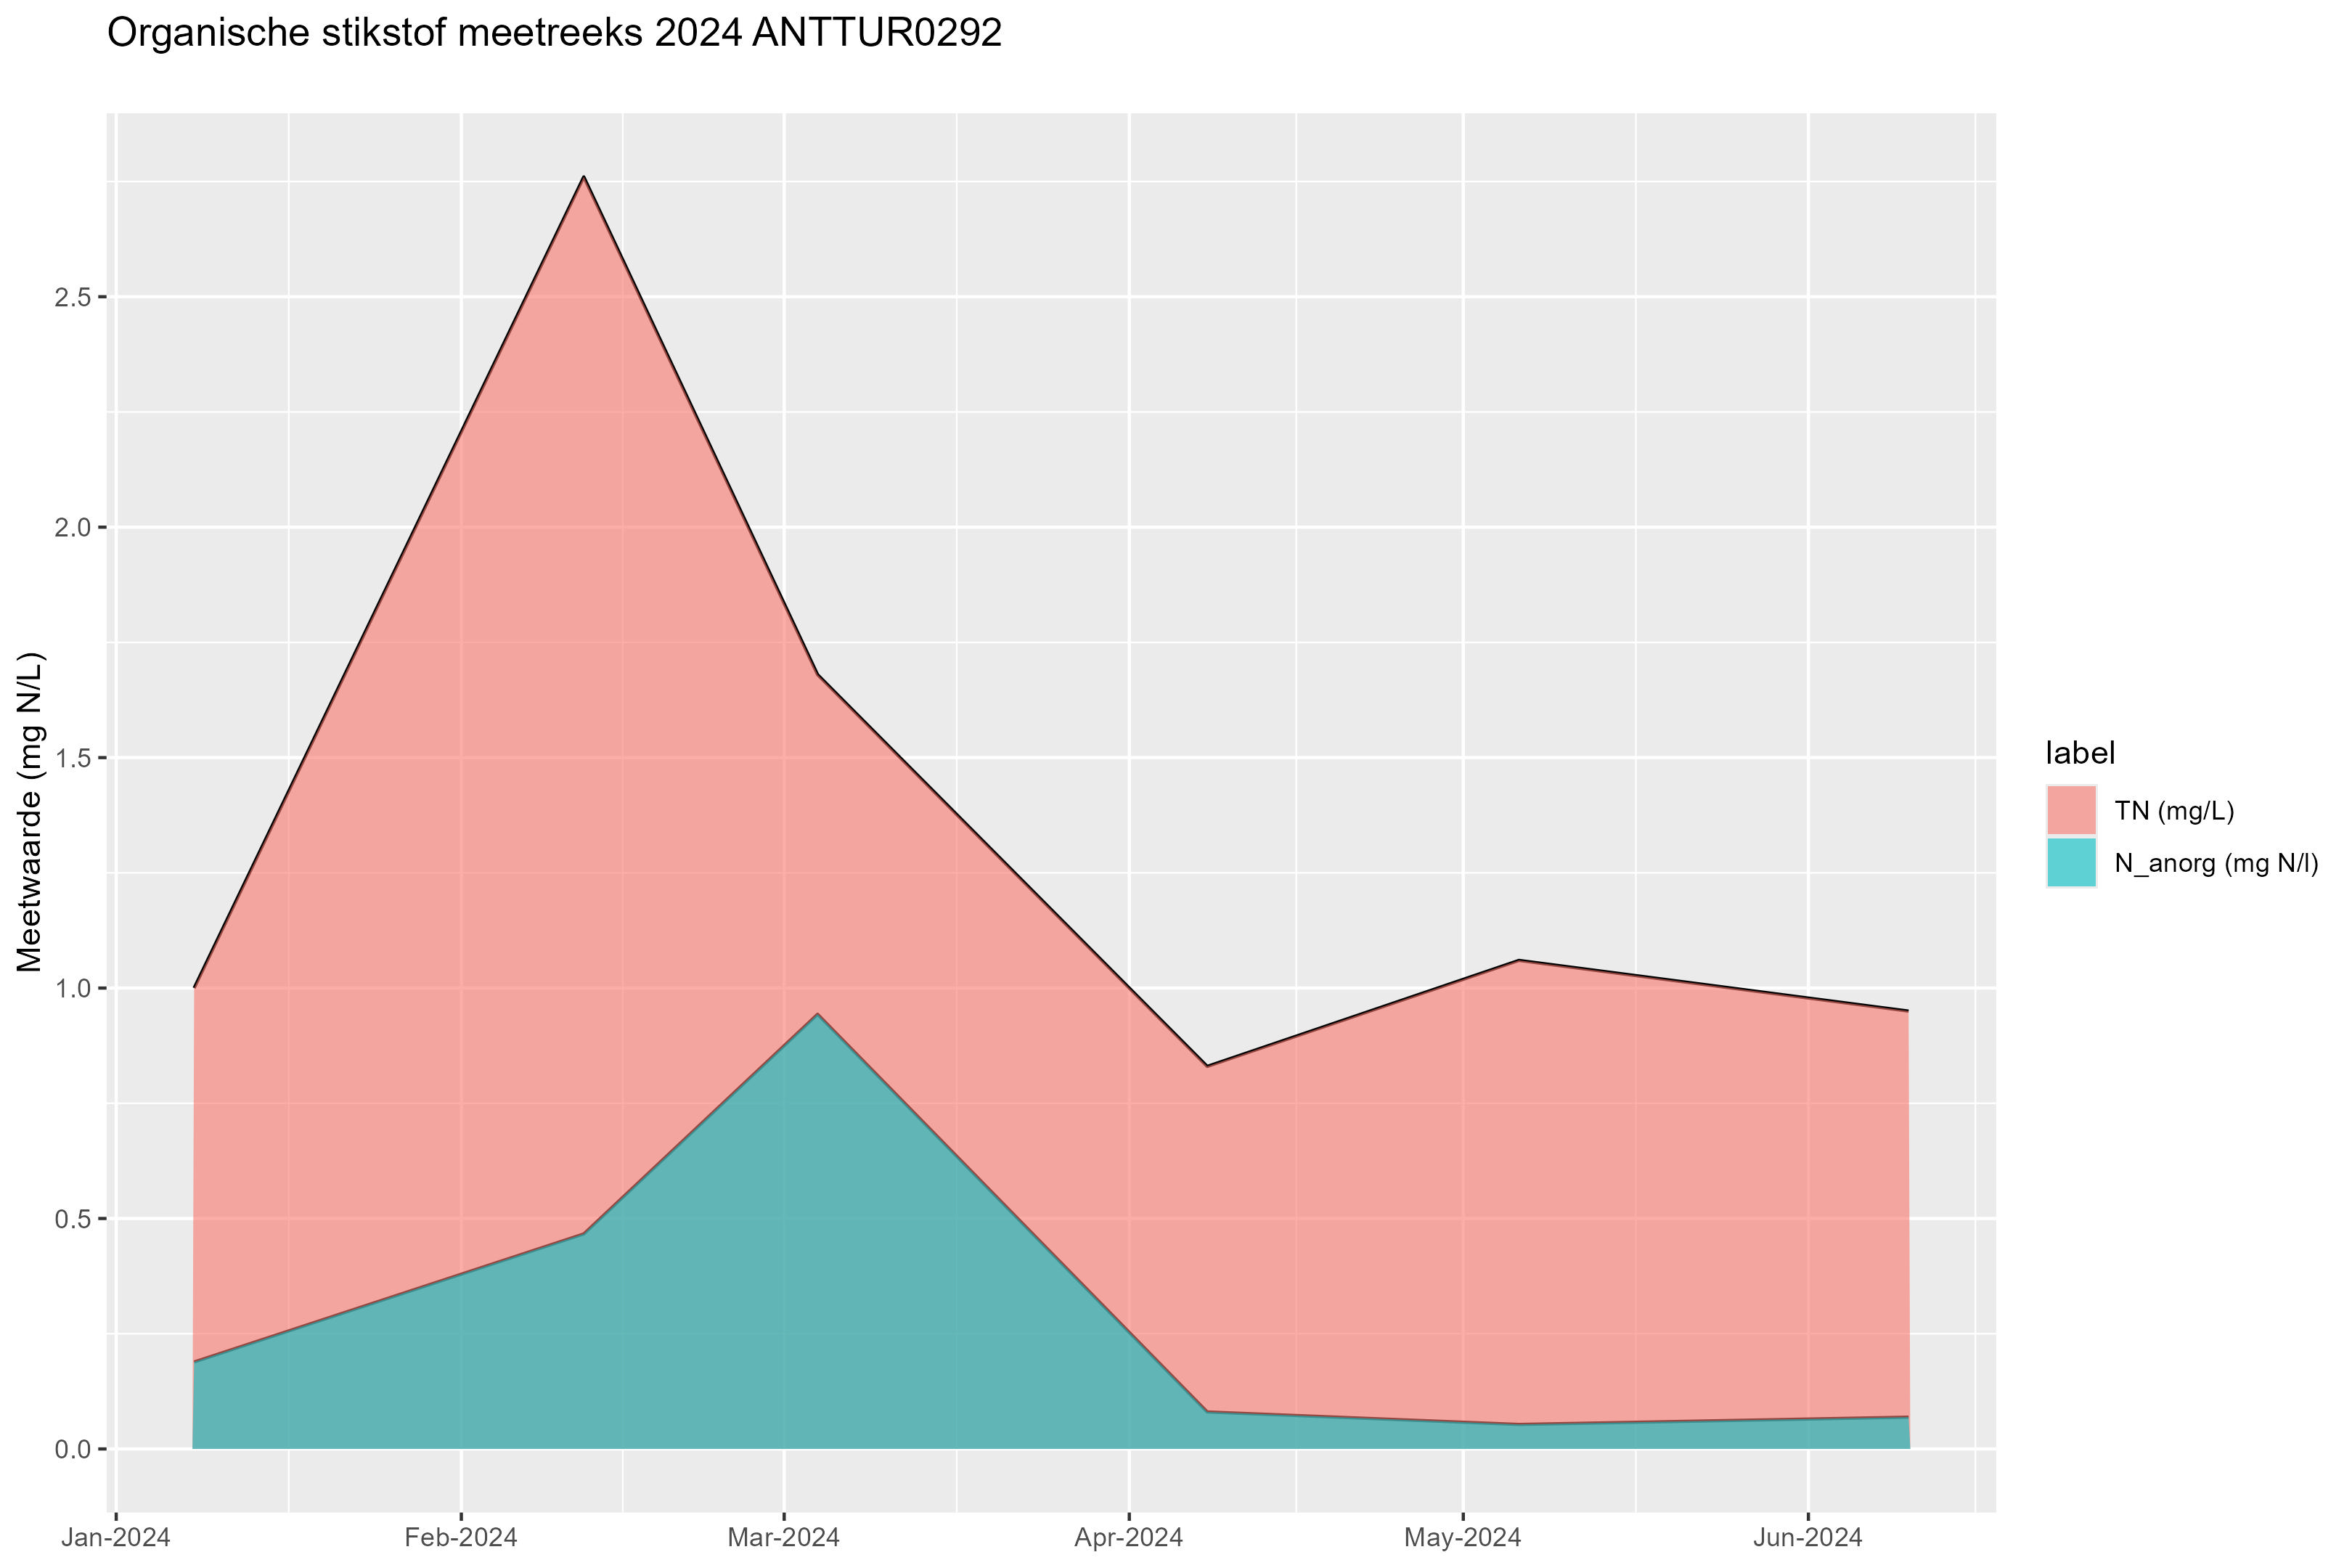 Organische stikstof meetreeks 2024 ANTTUR0292
Meetwaarde (mg N/L)
2.5
2.0
1.5
1.0
0.5
0.0
Jan-2024
Feb-2024
Mar-2024
Apr-2024
May-2024
Jun-2024
label
TN (mg/L)
N_anorg (mg N/l)